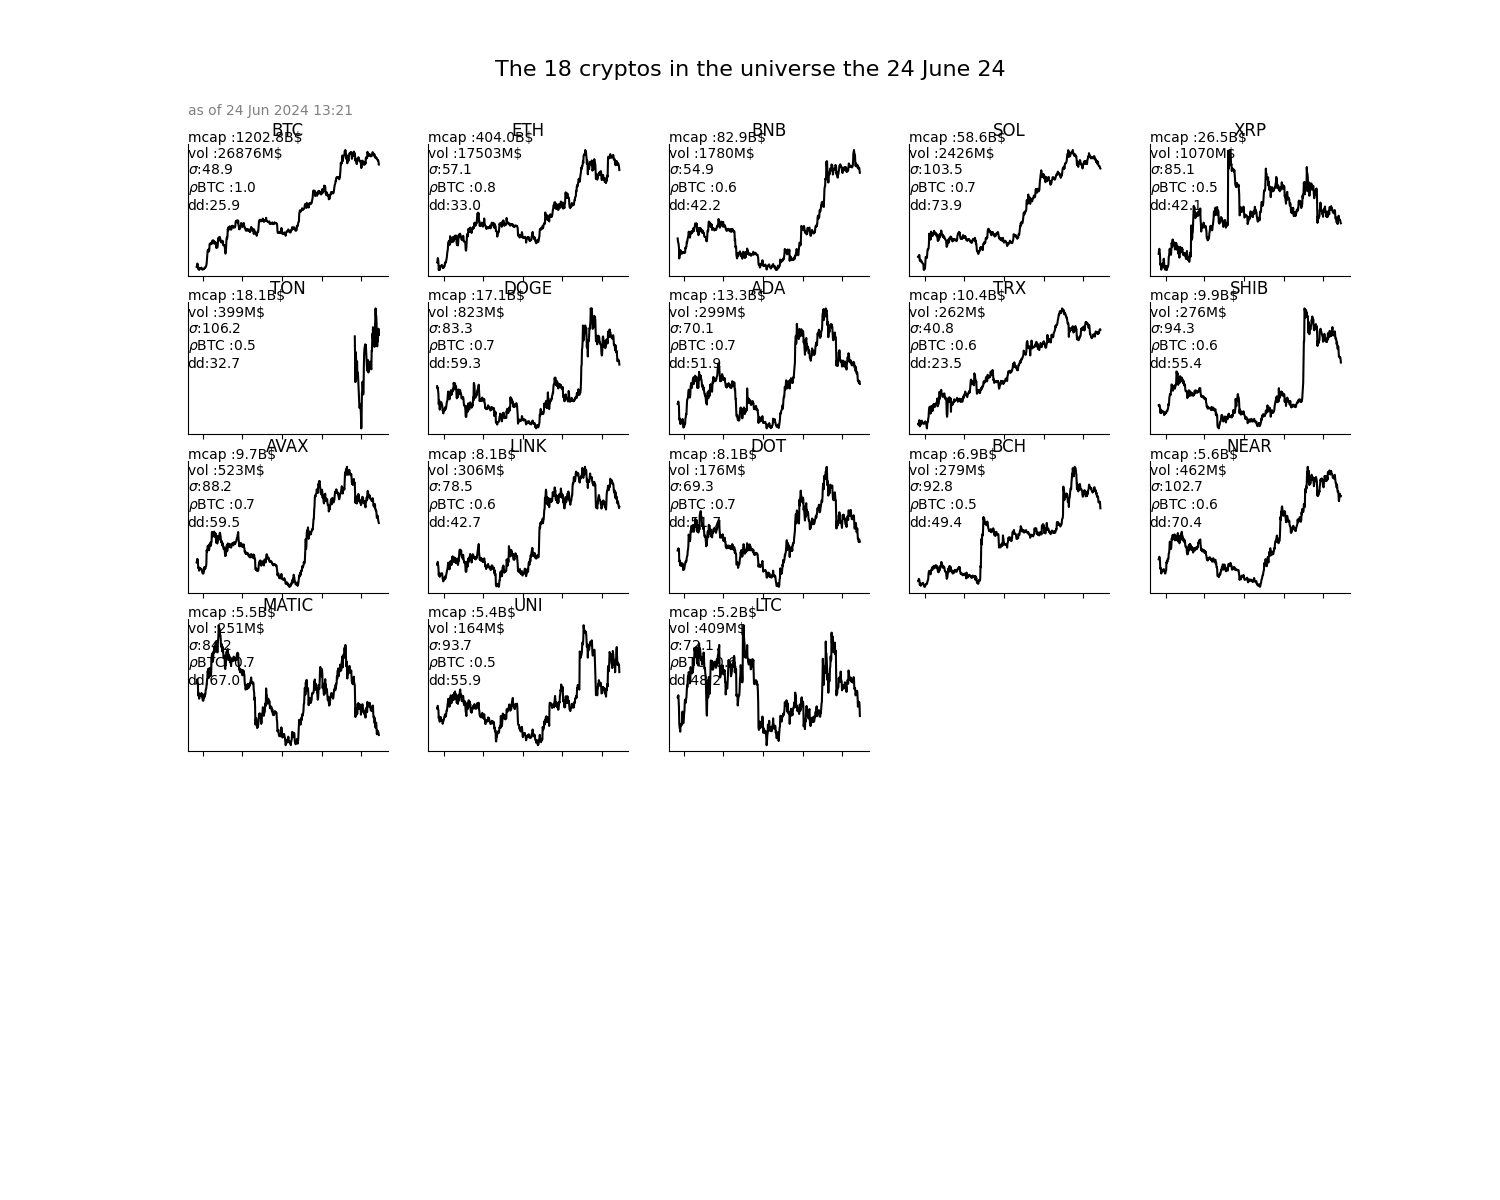 The 18 cryptos in the universe the 24 June 24
as of 24 Jun 2024 13:21
BTC
mcap :1202.8B$
vol :26876M$
σ:48.9
ρBTC :1.0
dd:25.9
ETH
mcap :404.0B$
vol :17503M$
σ:57.1
ρBTC :0.8
dd:33.0
BNB
mcap :82.9B$
vol :1780M$
σ:54.9
ρBTC :0.6
dd:42.2
SOL
mcap :58.6B$
vol :2426M$
σ:103.5
ρBTC :0.7
dd:73.9
XRP
mcap :26.5B$
vol :1070M$
σ:85.1
ρBTC :0.5
dd:42.1
TON
mcap :18.1B$
vol :399M$
σ:106.2
ρBTC :0.5
dd:32.7
DOGE
mcap :17.1B$
vol :823M$
σ:83.3
ρBTC :0.7
dd:59.3
ADA
mcap :13.3B$
vol :299M$
σ:70.1
ρBTC :0.7
dd:51.9
TRX
mcap :10.4B$
vol :262M$
σ:40.8
ρBTC :0.6
dd:23.5
SHIB
mcap :9.9B$
vol :276M$
σ:94.3
ρBTC :0.6
dd:55.4
AVAX
mcap :9.7B$
vol :523M$
σ:88.2
ρBTC :0.7
dd:59.5
LINK
mcap :8.1B$
vol :306M$
σ:78.5
ρBTC :0.6
dd:42.7
DOT
mcap :8.1B$
vol :176M$
σ:69.3
ρBTC :0.7
BCH
mcap :6.9B$
vol :279M$
σ:92.8
ρBTC :0.5
dd:49.4
NEAR
mcap :5.6B$
vol :462M$
σ:102.7
ρBTC :0.6
dd:70.4
MATIC
mcap :5.5B$
vol :251M$
ρBTC :0.7
dd:67.0
UNI
mcap :5.4B$
vol :164M$
σ:93.7
ρBTC :0.5
dd:55.9
LTC
mcap :5.2B$
vol :409M$
σ:72.1
dd:48.2